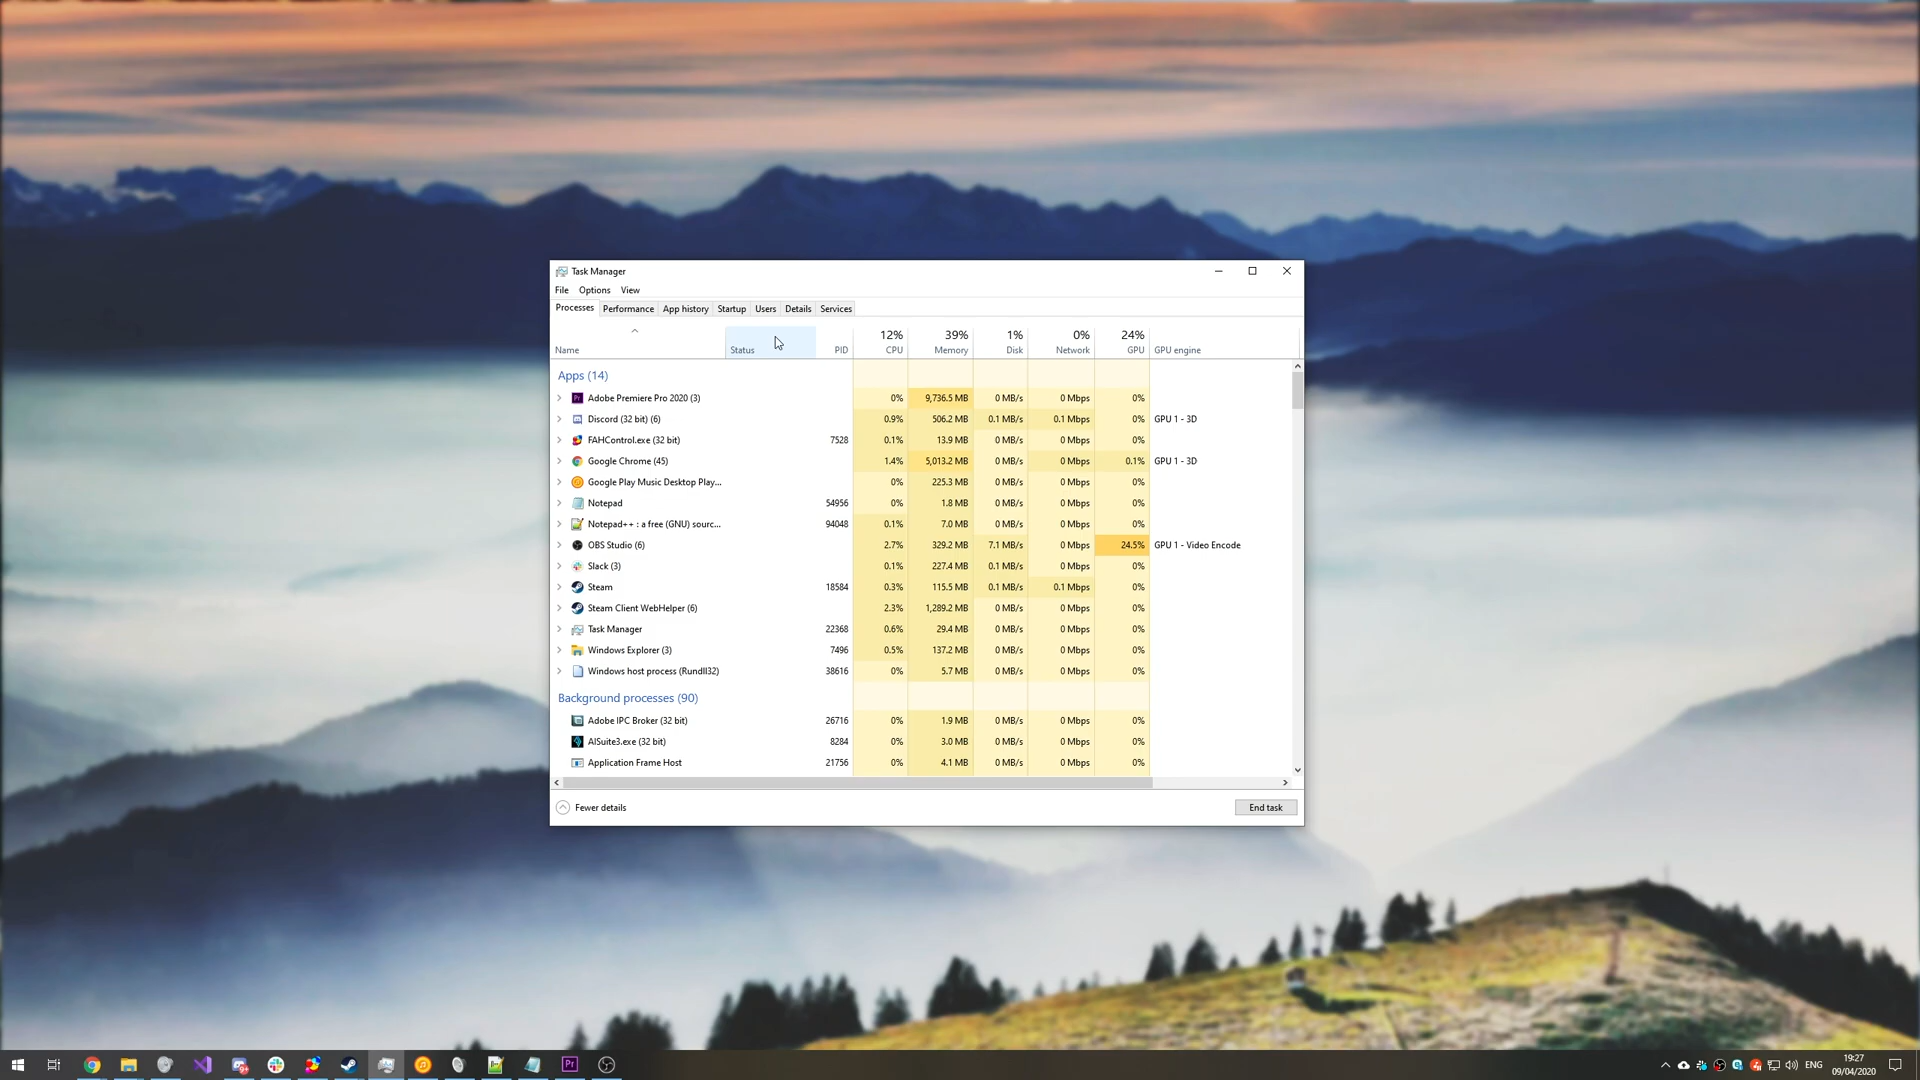 Task Manager
File Options View
Processes Performance App history Startup Users Details Services
12% 39% 1% 0% 24%
Name Status PID CPU Memory Disk Network GPU GPU engine
Apps (14)
Adobe Premiere Pro 2020 (3) 0% 9,736.5 MB 0 MB/s 0 Mbps 0%
Discord (32 bit) (6) 0.9% 506.2 MB 0.1 MB/s 0.1 Mbps 0% GPU 1 - 3D
FAHControl.exe (32 bit) 7528 0.1% 13.9 MB 0 MB/s 0 Mbps 0%
Google Chrome (45) 1.4% 5,013.2 MB 0 MB/s 0 Mbps 0.1% GPU 1 - 3D
Google Play Music Desktop Play... 0% 225.3 MB 0 MB/s 0 Mbps 0%
Notepad 54956 0% 1.8 MB 0 MB/s 0 Mbps 0%
Notepad++ : a free (GNU) sourc... 94048 0.1% 7.0 MB 0 MB/s 0 Mbps 0%
OBS Studio (6) 2.7% 329.2 MB 7.1 MB/s 0 Mbps 24.5% GPU 1 - Video Encode
Slack (3) 0.1% 227.4 MB 0.1 MB/s 0 Mbps 0%
Steam 18584 0.3% 115.5 MB 0.1 MB/s 0.1 Mbps 0%
Steam Client WebHelper (6) 2.3% 1,289.2 MB 0 MB/s 0 Mbps 0%
Task Manager 22368 0.6% 29.4 MB 0 MB/s 0 Mbps 0%
Windows Explorer (3) 7496 0.5% 137.2 MB 0 MB/s 0 Mbps 0%
Windows host process (Rundll32) 38616 0% 5.7 MB 0 MB/s 0 Mbps 0%
Background processes (90)
Adobe IPC Broker (32 bit) 26716 0% 1.9 MB 0 MB/s 0 Mbps 0%
AISuite3.exe (32 bit) 8284 0% 3.0 MB 0 MB/s 0 Mbps 0%
Application Frame Host 21756 0% 4.1 MB 0 MB/s 0 Mbps 0%
Fewer details End task
Pr ENG 19:27
09/04/2020